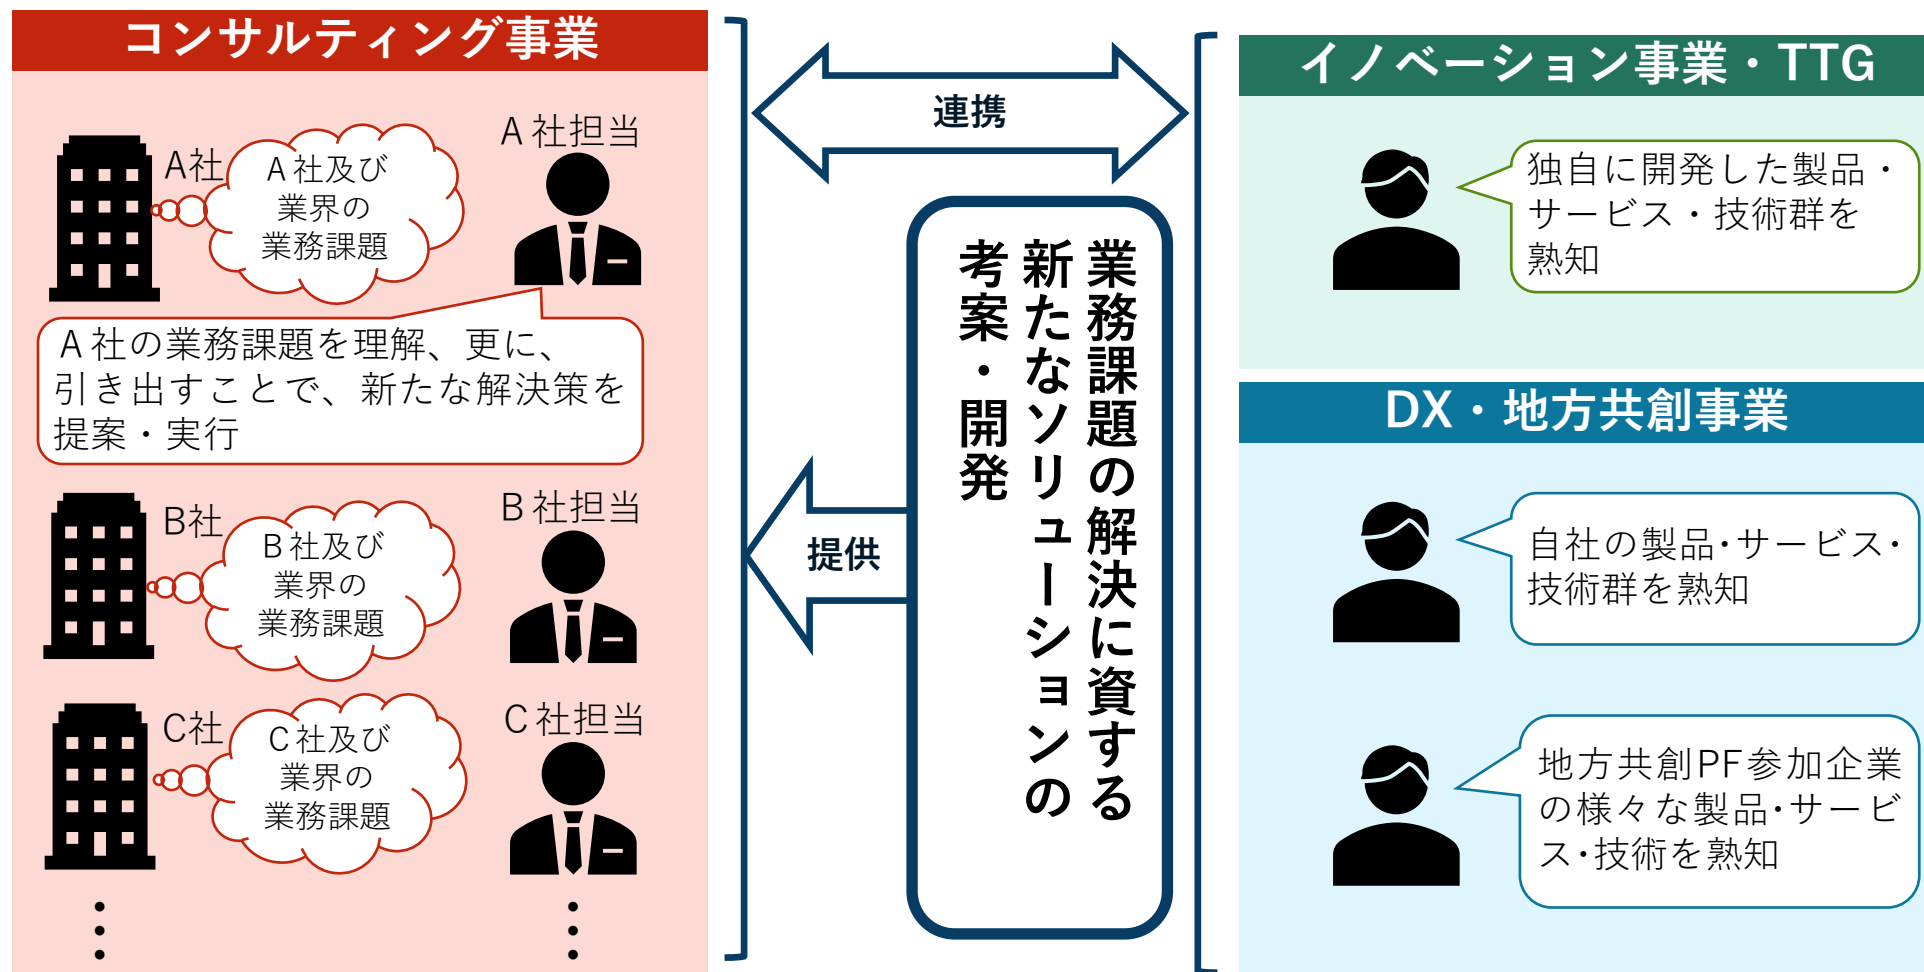 コンサルティング事業
A社
A社及び
業界の
業務課題
A社担当
A社の業務課題を理解、更に、
引き出すことで、新たな解決策を
提案・実行
B社
B社及び
業界の
業務課題
B社担当
C社
C社及び
業界の
業務課題
C社担当
連携
業務課題の解決に資する
新たなソリューションの
考案・開発
提供
イノベーション事業・TTG
独自に開発した製品・
サービス・技術群を
熟知
DX・地方共創事業
自社の製品・サービス・
技術群を熟知
地方共創PF参加企業
の様々な製品・サービ
ス・技術を熟知